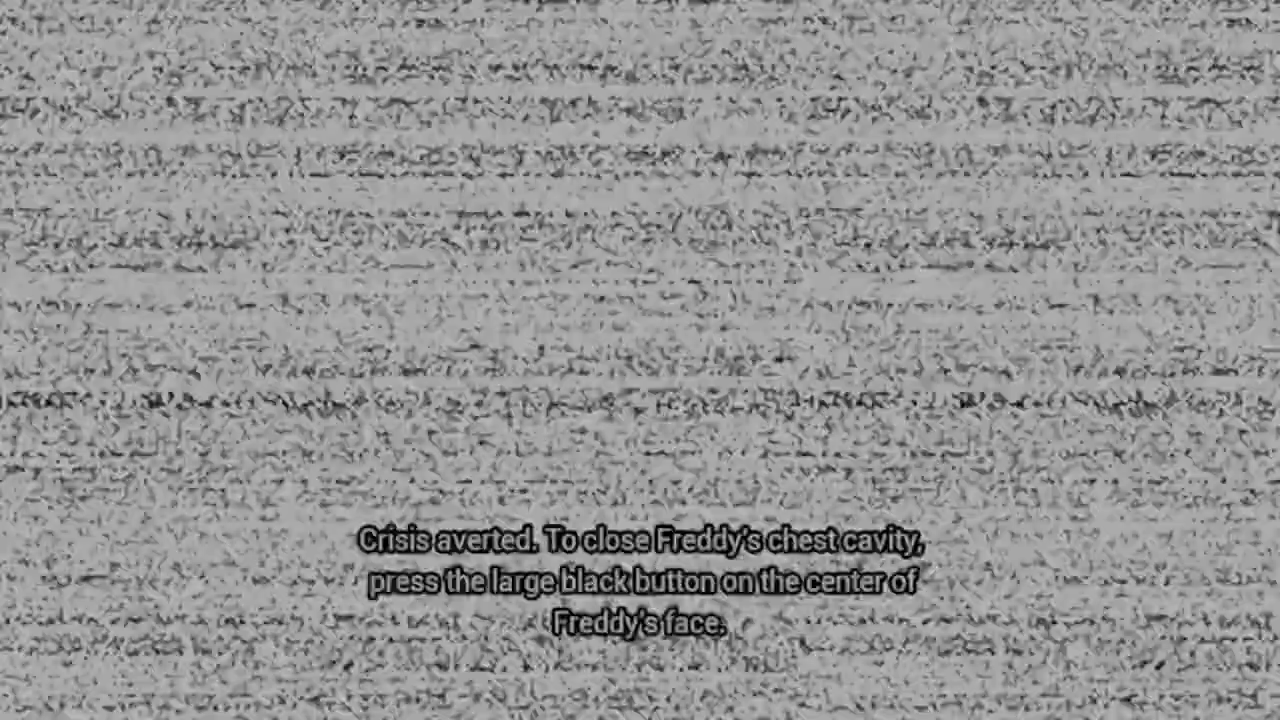 Crisis averted. To close Freddy's chest cavity,
press the large black button on the center of
Freddy's face.